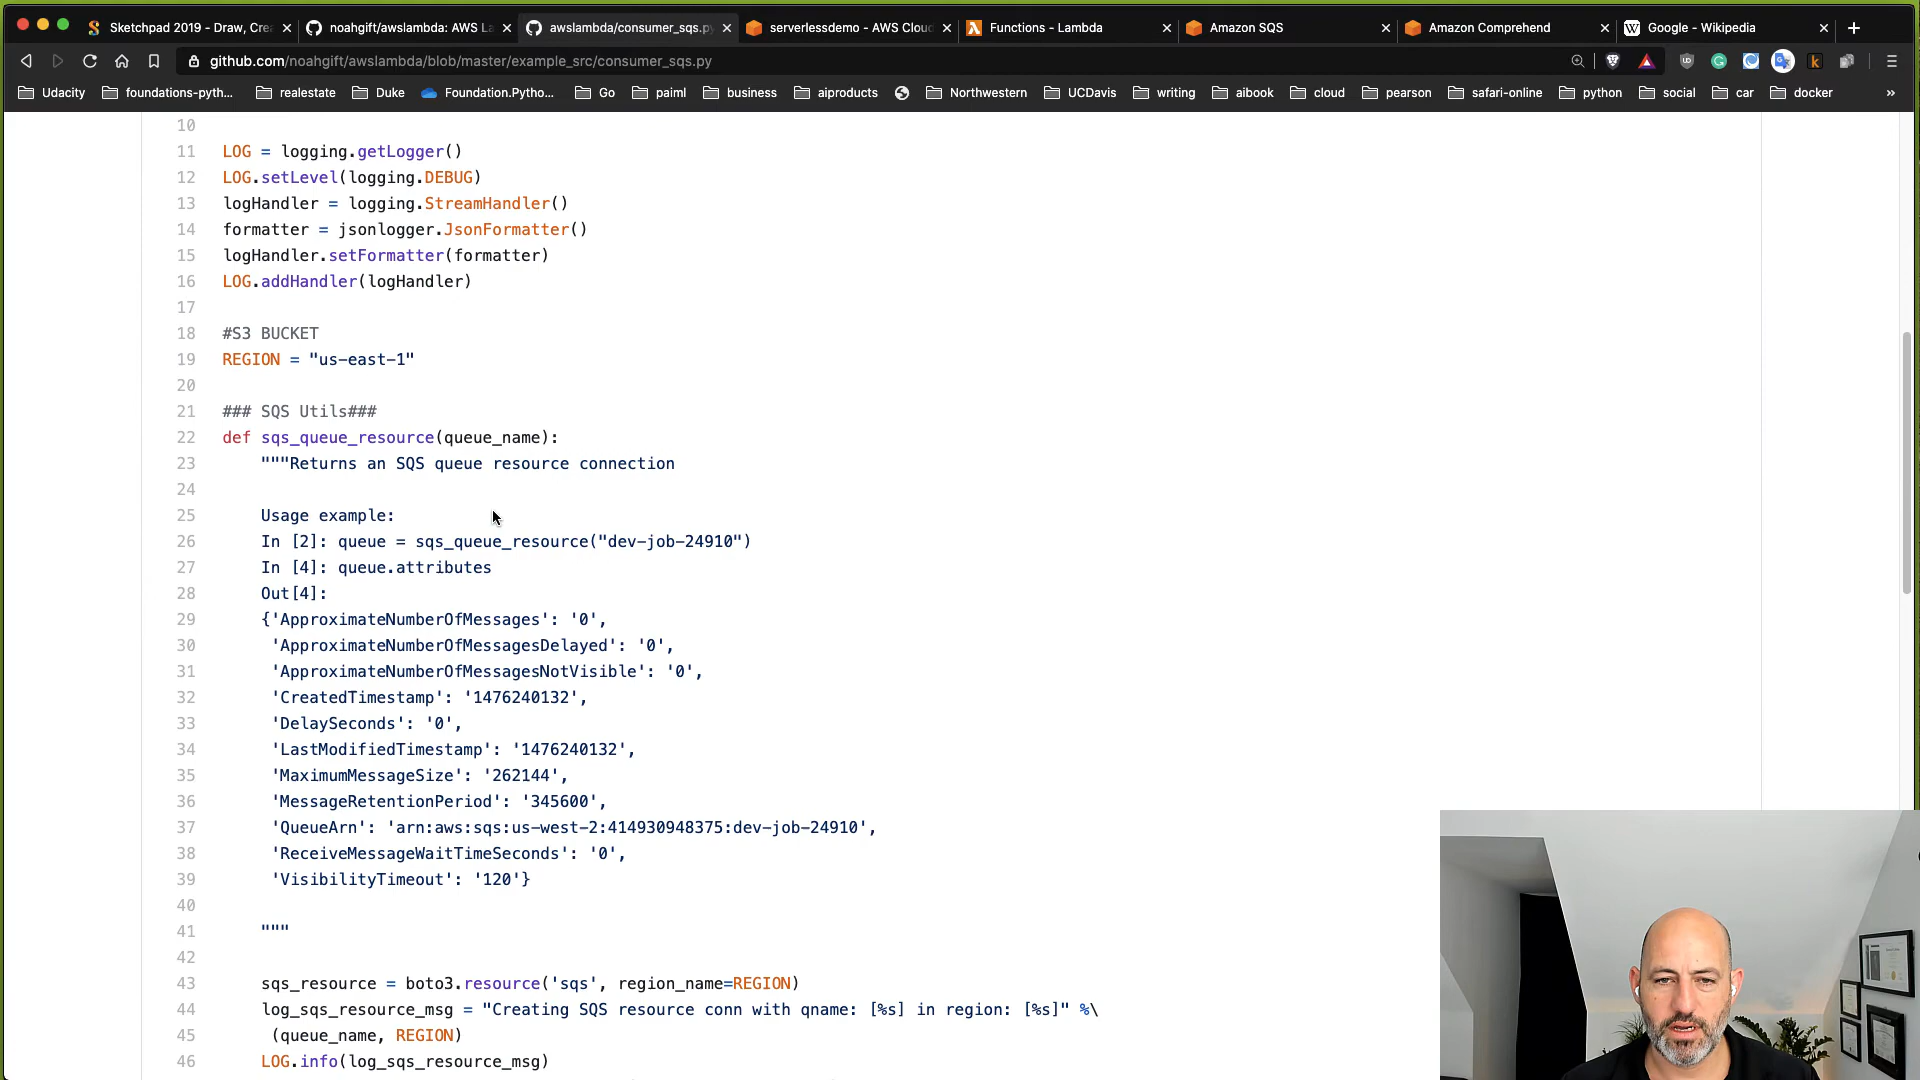 Sketchpad 2019 - Draw, Crea
noahgift/awslambda: AWS La
awslambda/consumer_sqs.py
serverlessdemo - AWS Cloud
Functions - Lambda
Amazon SQS
Amazon Comprehend
Google - Wikipedia
github.com/noahgift/awslambda/blob/master/example_src/consumer_sqs.py
Udacity foundations-pyth... realestate Duke Foundation.Pytho... Go paiml business aiproducts Northwestern UCDavis writing aibook cloud pearson safari-online python social car docker »
10
11 LOG = logging.getLogger()
12 LOG.setLevel(logging.DEBUG)
13 logHandler = logging.StreamHandler()
14 formatter = jsonlogger.JsonFormatter()
15 logHandler.setFormatter(formatter)
16 LOG.addHandler(logHandler)
17
18 #S3 BUCKET
19 REGION = "us-east-1"
20
21 ### SQS Utils###
22 def sqs_queue_resource(queue_name):
23 """Returns an SQS queue resource connection
24
25 Usage example:
26 In [2]: queue = sqs_queue_resource("dev-job-24910")
27 In [4]: queue.attributes
28 Out[4]:
29 {'ApproximateNumberOfMessages': '0',
30 'ApproximateNumberOfMessagesDelayed': '0',
31 'ApproximateNumberOfMessagesNotVisible': '0',
32 'CreatedTimestamp': '1476240132',
33 'DelaySeconds': '0',
34 'LastModifiedTimestamp': '1476240132',
35 'MaximumMessageSize': '262144',
36 'MessageRetentionPeriod': '345600',
37 'QueueArn': 'arn:aws:sqs:us-west-2:414930948375:dev-job-24910',
38 'ReceiveMessageWaitTimeSeconds': '0',
39 'VisibilityTimeout': '120'}
40
41 """
42
43 sqs_resource = boto3.resource('sqs', region_name=REGION)
44 log_sqs_resource_msg = "Creating SQS resource conn with qname: [%s] in region: [%s]" %\
45 (queue_name, REGION)
46 LOG.info(log_sqs_resource_msg)